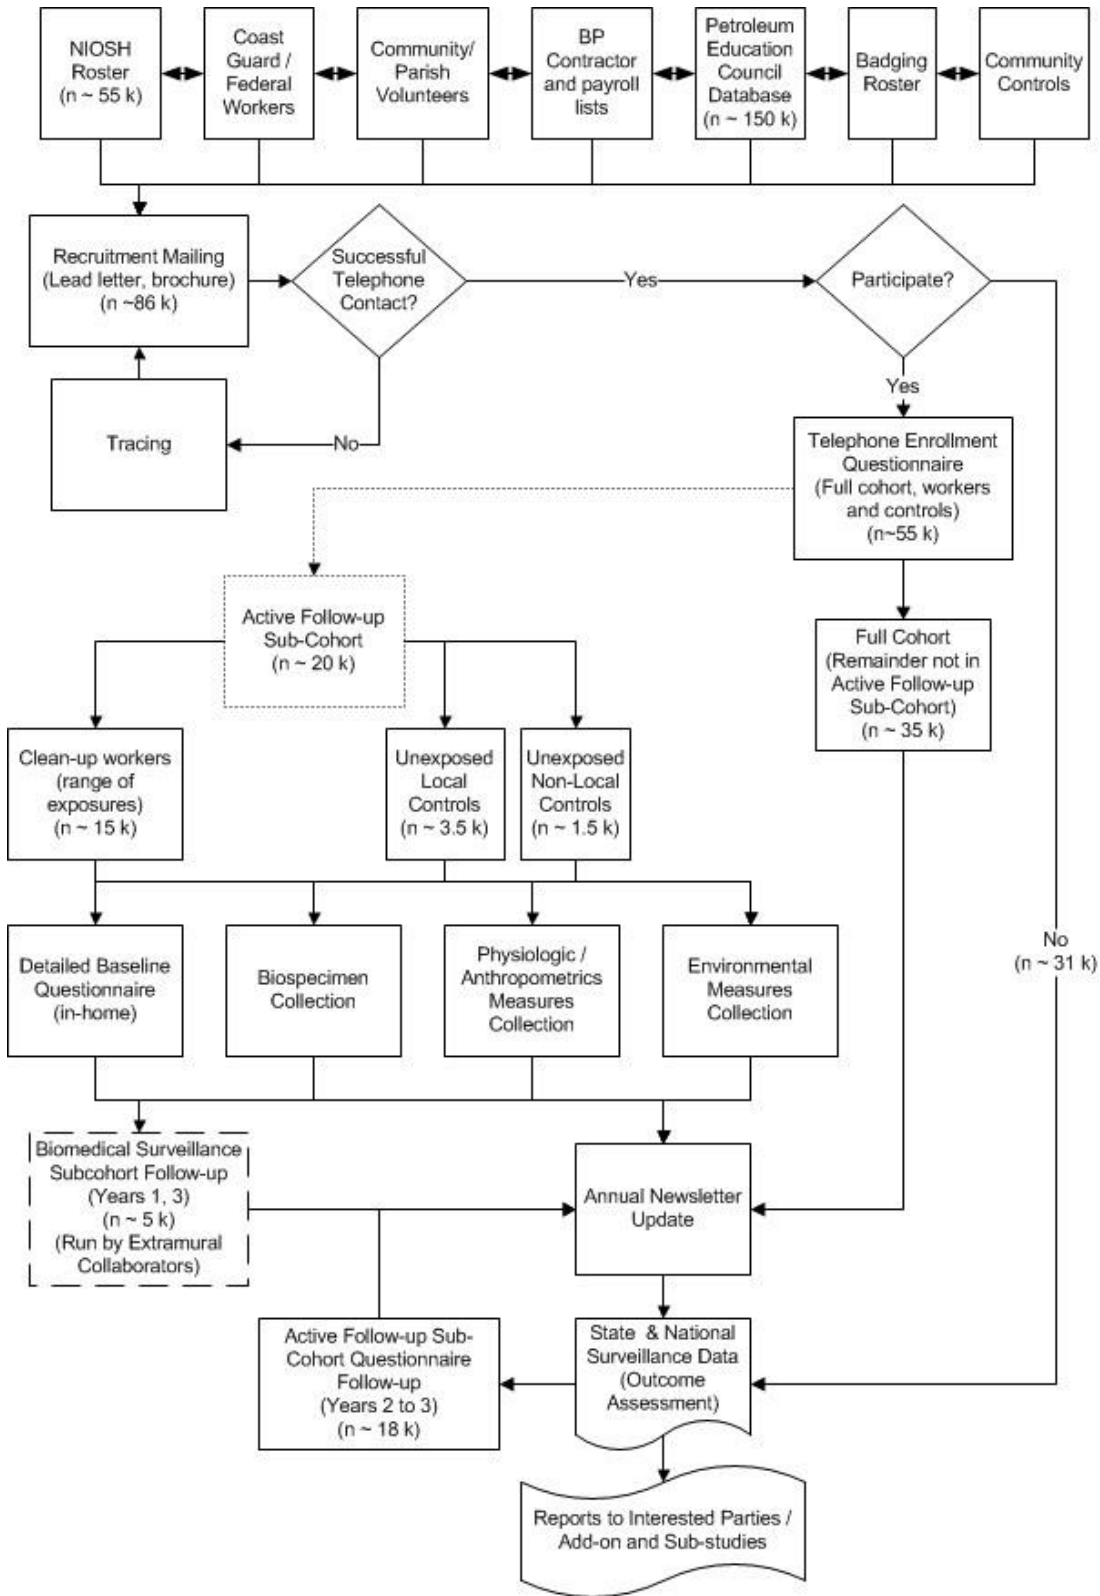 NIOSH
Roster
(n ~ 55 k)
Coast
Guard /
Federal
Workers
Community/
Parish
Volunteers
BP
Contractor
and payroll
lists
Petroleum
Education
Council
Database
(n ~ 150 k)
Badging
Roster
Community
Controls
Recruitment Mailing
(Lead letter, brochure)
(n ~86 k)
Successful
Telephone
Contact?
Yes
Participate?
Yes
Tracing
No
Telephone Enrollment
Questionnaire
(Full cohort, workers
and controls)
(n~55 k)
Active Follow-up
Sub-Cohort
(n ~ 20 k)
Full Cohort
(Remainder not in
Active Follow-up
Sub-Cohort)
(n ~ 35 k)
Clean-up workers
(range of
exposures)
(n ~ 15 k)
Unexposed
Local
Controls
(n ~ 3.5 k)
Unexposed
Non-Local
Controls
(n ~ 1.5 k)
No
(n ~ 31 k)
Detailed Baseline
Questionnaire
(in-home)
Biospecimen
Collection
Physiologic /
Anthropometrics
Measures
Collection
Environmental
Measures
Collection
Biomedical Surveillance
Subcohort Follow-up
(Years 1, 3)
(n ~ 5 k)
(Run by Extramural
Collaborators)
Annual Newsletter
Update
Active Follow-up Sub-
Cohort Questionnaire
Follow-up
(Years 2 to 3)
(n ~ 18 k)
State & National
Surveillance Data
(Outcome
Assessment)
Reports to Interested Parties /
Add-on and Sub-studies